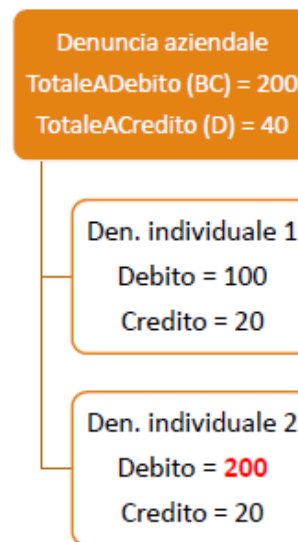 Denuncia aziendale
TotaleADebito (BC) = 200
TotaleACredito (D) = 40
Den. individuale 1
Debito = 100
Credito = 20
Den. individuale 2
Debito = 200
Credito = 20